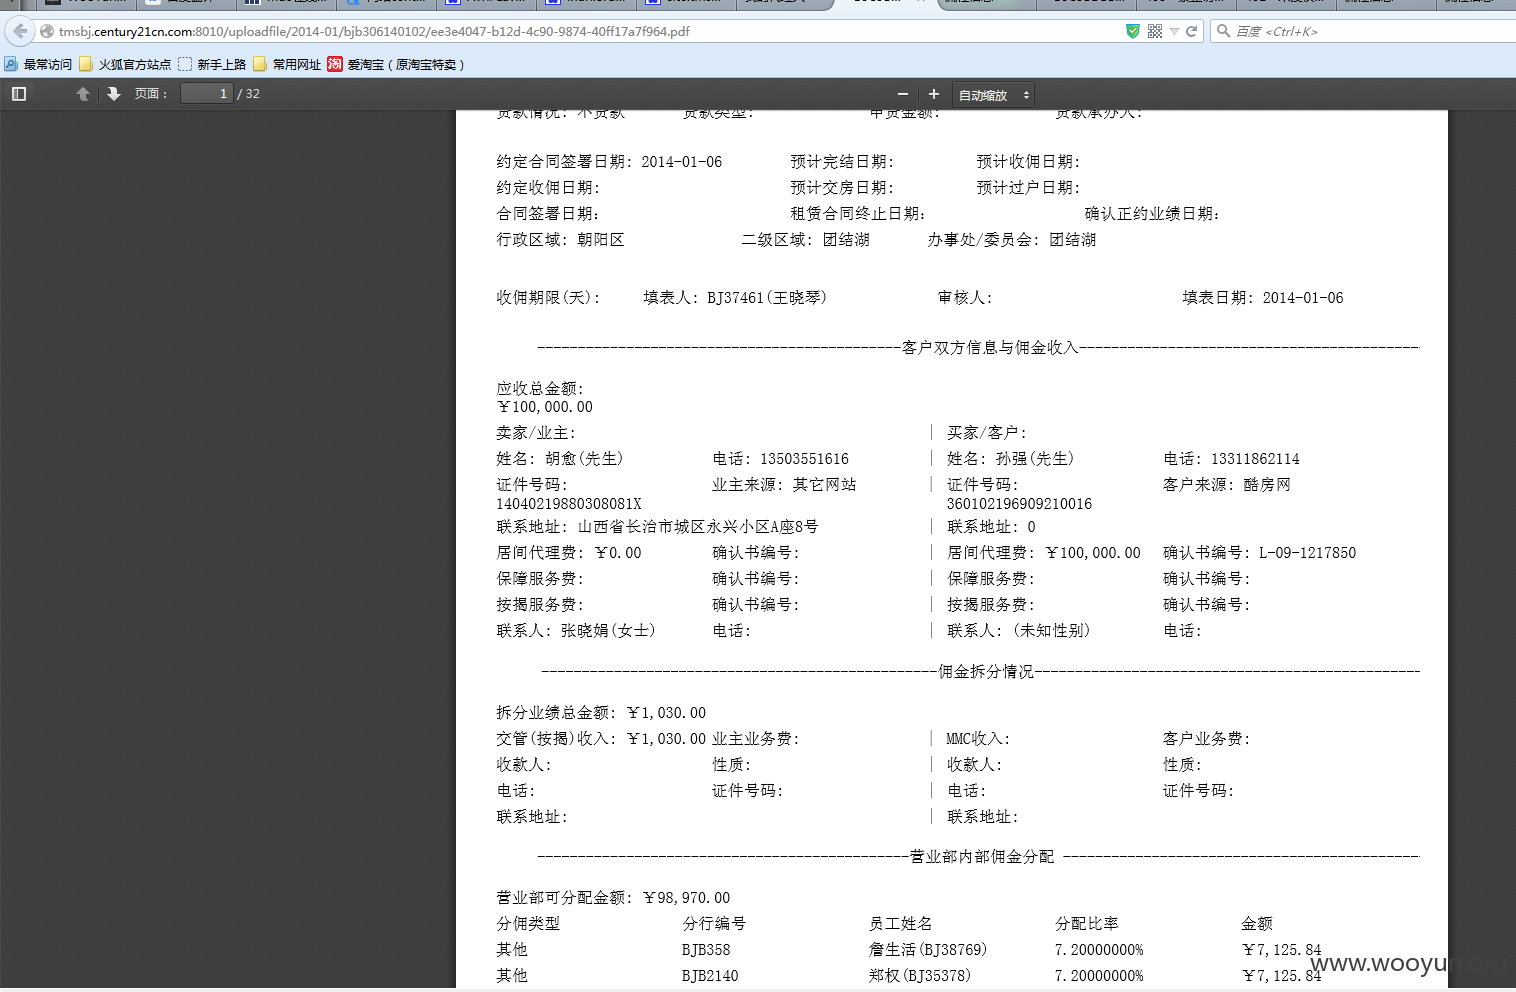 tmsbj.century21cn.com:8010/uploadfile/2014-01/bjb306140102/ee3e4047-b12d-4c90-9874-40ff17a7f964.pdf
百度 <Ctrl+K>
最常访问 火狐官方站点 新手上路 常用网址 淘 爱淘宝（原淘宝特卖）
页面： 1 / 32 自动缩放
贷款情况: 不贷款 贷款类型: 申贷金额: 贷款承办人:
约定合同签署日期: 2014-01-06 预计完结日期: 预计收佣日期:
约定收佣日期: 预计交房日期: 预计过户日期:
合同签署日期: 租赁合同终止日期: 确认正约业绩日期:
行政区域: 朝阳区 二级区域: 团结湖 办事处/委员会: 团结湖
收佣期限(天): 填表人: BJ37461(王晓琴) 审核人: 填表日期: 2014-01-06
客户双方信息与佣金收入
应收总金额:
￥100,000.00
卖家/业主: 买家/客户:
姓名: 胡愈(先生) 电话: 13503551616 姓名: 孙强(先生) 电话: 13311862114
证件号码: 业主来源: 其它网站 证件号码: 客户来源: 酷房网
14040219880308081X 360102196909210016
联系地址: 山西省长治市城区永兴小区A座8号 联系地址: 0
居间代理费: ￥0.00 确认书编号: 居间代理费: ￥100,000.00 确认书编号: L-09-1217850
保障服务费: 确认书编号: 保障服务费: 确认书编号:
按揭服务费: 确认书编号: 按揭服务费: 确认书编号:
联系人: 张晓娟(女士) 电话: 联系人: (未知性别) 电话:
佣金拆分情况
拆分业绩总金额: ￥1,030.00
交管(按揭)收入: ￥1,030.00 业主业务费: MMC收入: 客户业务费:
收款人: 性质: 收款人: 性质:
电话: 证件号码: 电话: 证件号码:
联系地址: 联系地址:
营业部内部佣金分配
营业部可分配金额: ￥98,970.00
分佣类型 分行编号 员工姓名 分配比率 金额
其他 BJB358 詹生活(BJ38769) 7.20000000% ￥7,125.84
其他 BJB2140 郑权(BJ35378) 7.20000000% ￥7,125.84
www.wooyun.org